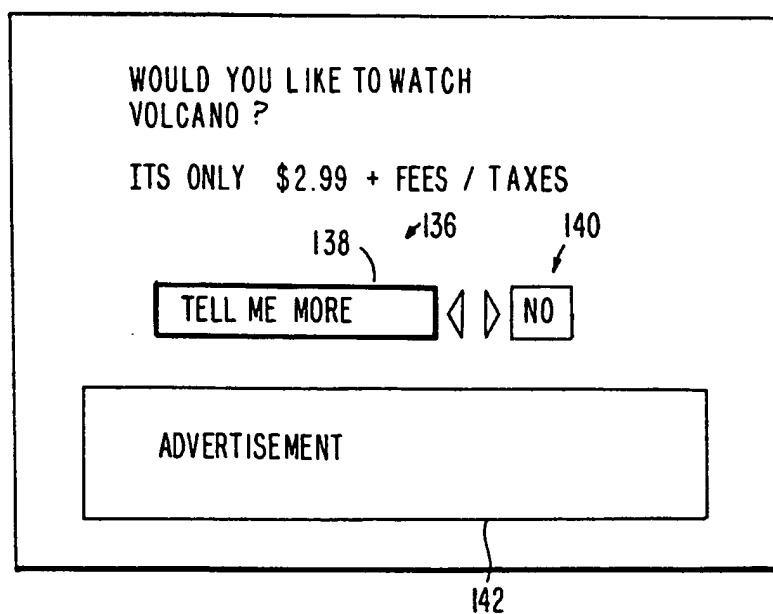 WOULD YOU LIKE TO WATCH
VOLCANO ?
ITS ONLY $2.99 + FEES / TAXES
138 136 140
TELL ME MORE NO
ADVERTISEMENT
142